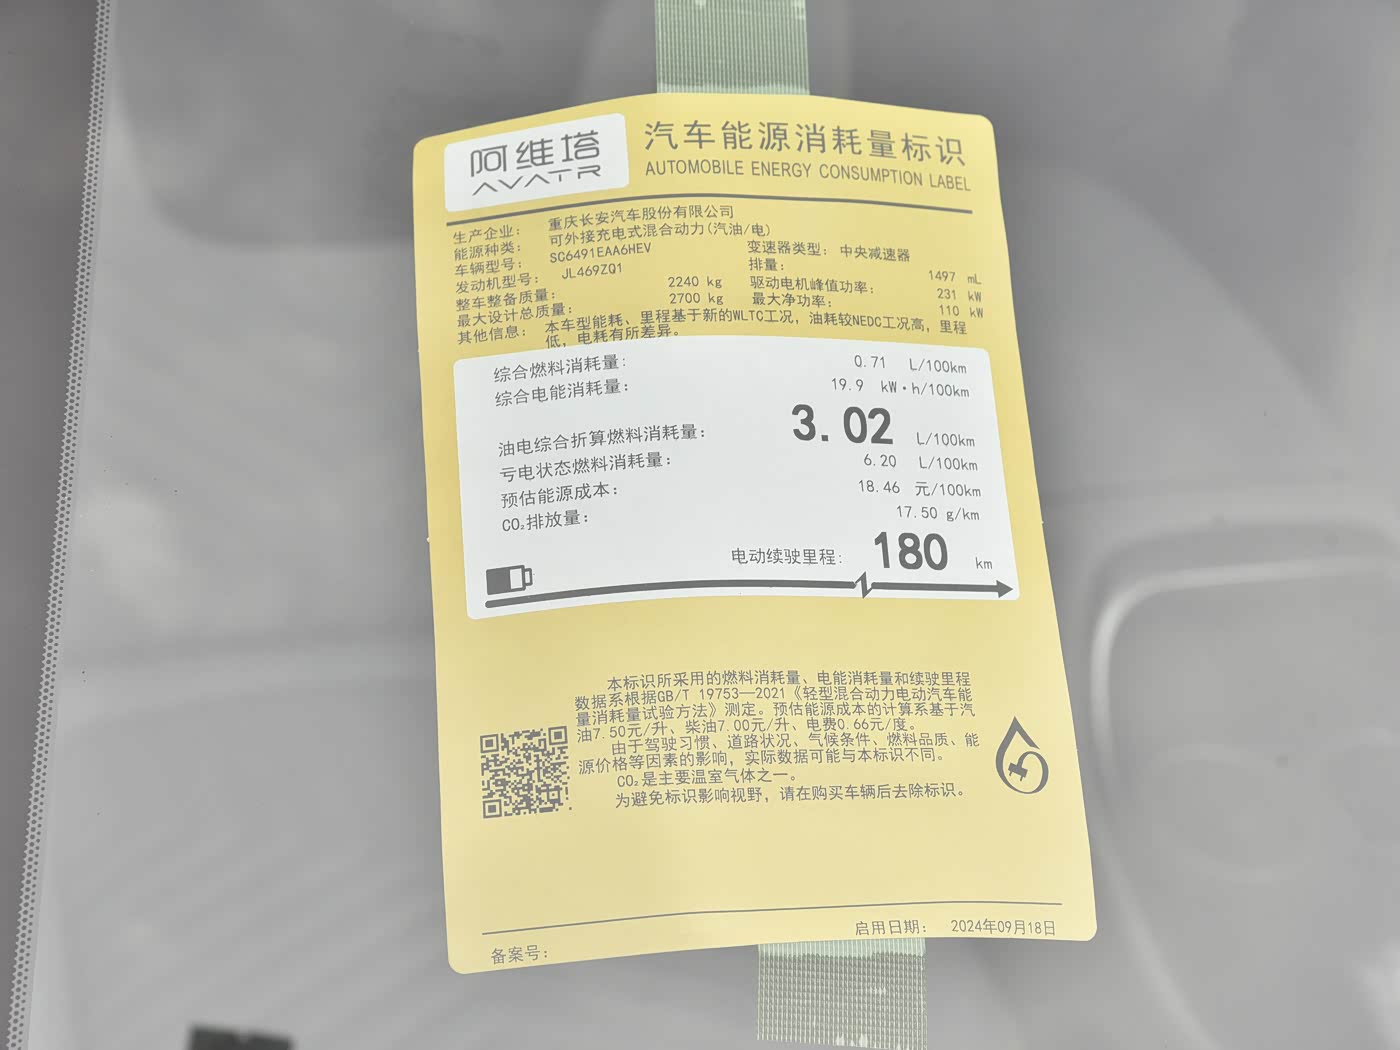 阿维塔
AVATR
汽车能源消耗量标识
AUTOMOBILE ENERGY CONSUMPTION LABEL
生产企业: 重庆长安汽车股份有限公司
能源种类: 可外接充电式混合动力(汽油/电)
车辆型号: SC6491EAA6HEV 变速器类型: 中央减速器
发动机型号: JL469ZQ1 排量: 1497 mL
整车整备质量: 2240 kg 驱动电机峰值功率: 231 kW
最大设计总质量: 2700 kg 最大净功率: 110 kW
其他信息: 本车型能耗、里程基于新的WLTC工况, 油耗较NEDC工况高, 里程
低, 电耗有所差异。
综合燃料消耗量: 0.71 L/100km
综合电能消耗量: 19.9 kW·h/100km
油电综合折算燃料消耗量: 3.02 L/100km
亏电状态燃料消耗量: 6.20 L/100km
预估能源成本: 18.46 元/100km
CO₂排放量: 17.50 g/km
电动续驶里程: 180 km
本标识所采用的燃料消耗量、电能消耗量和续驶里程
数据系根据GB/T 19753—2021《轻型混合动力电动汽车能
量消耗量试验方法》测定。预估能源成本的计算系基于汽
油7.50元/升、柴油7.00元/升、电费0.66元/度。
由于驾驶习惯、道路状况、气候条件、燃料品质、能
源价格等因素的影响, 实际数据可能与本标识不同。
CO₂是主要温室气体之一。
为避免标识影响视野, 请在购买车辆后去除标识。
备案号: 启用日期: 2024年09月18日